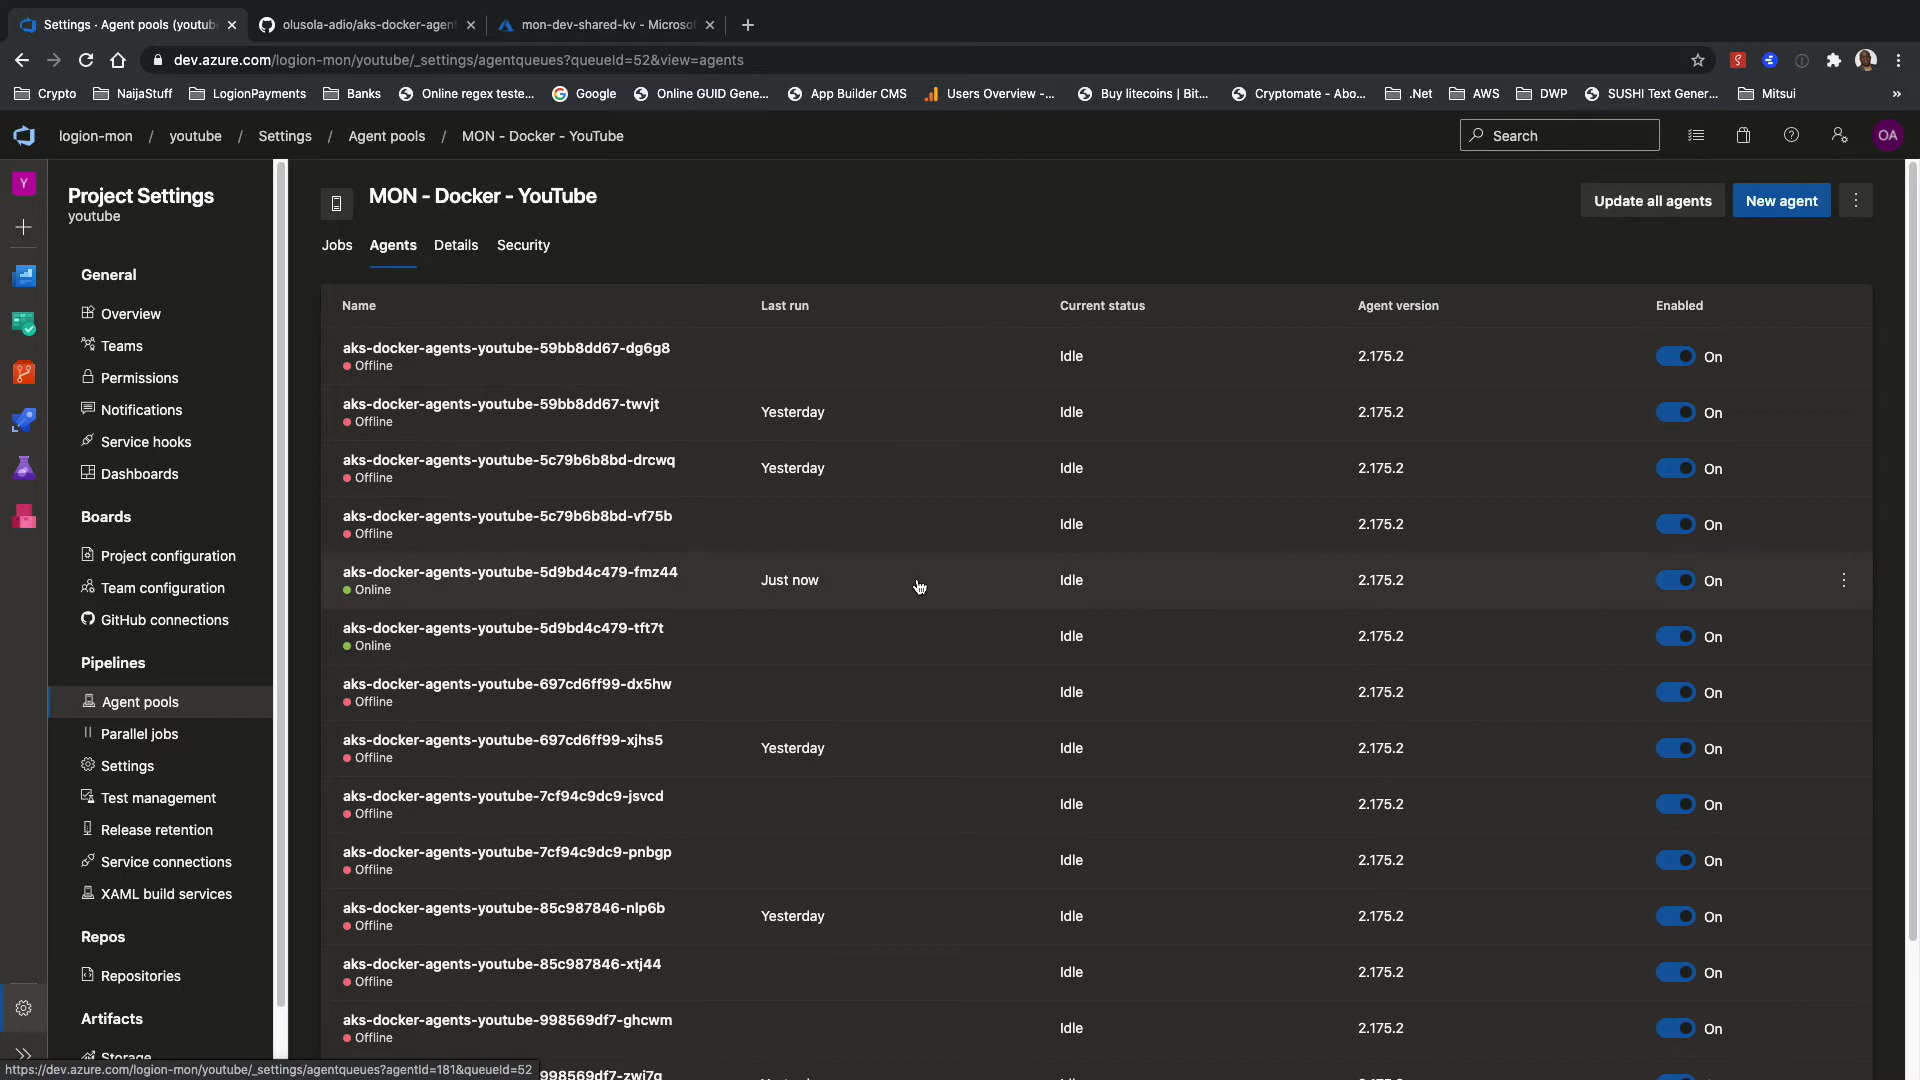 Settings · Agent pools (youtub
olusola-adio/aks-docker-agent
mon-dev-shared-kv - Microsof
dev.azure.com/logion-mon/youtube/_settings/agentqueues?queueId=52&view=agents
Crypto NaijaStuff LogionPayments Banks Online regex teste... Google Online GUID Gene... App Builder CMS Users Overview -... Buy litecoins | Bit... Cryptomate - Abo... .Net AWS DWP SUSHI Text Gener... Mitsui »
logion-mon / youtube / Settings / Agent pools / MON - Docker - YouTube
Search
OA
Y
Project Settings
youtube
General
Overview
Teams
Permissions
Notifications
Service hooks
Dashboards
Boards
Project configuration
Team configuration
GitHub connections
Pipelines
Agent pools
Parallel jobs
Settings
Test management
Release retention
Service connections
XAML build services
Repos
Repositories
Artifacts
Storage
MON - Docker - YouTube
Update all agents
New agent
Jobs Agents Details Security
Name Last run Current status Agent version Enabled
aks-docker-agents-youtube-59bb8dd67-dg6g8
Offline
Idle 2.175.2 On
aks-docker-agents-youtube-59bb8dd67-twvjt
Offline
Yesterday Idle 2.175.2 On
aks-docker-agents-youtube-5c79b6b8bd-drcwq
Offline
Yesterday Idle 2.175.2 On
aks-docker-agents-youtube-5c79b6b8bd-vf75b
Offline
Idle 2.175.2 On
aks-docker-agents-youtube-5d9bd4c479-fmz44
Online
Just now Idle 2.175.2 On
aks-docker-agents-youtube-5d9bd4c479-tft7t
Online
Idle 2.175.2 On
aks-docker-agents-youtube-697cd6ff99-dx5hw
Offline
Idle 2.175.2 On
aks-docker-agents-youtube-697cd6ff99-xjhs5
Offline
Yesterday Idle 2.175.2 On
aks-docker-agents-youtube-7cf94c9dc9-jsvcd
Offline
Idle 2.175.2 On
aks-docker-agents-youtube-7cf94c9dc9-pnbgp
Offline
Idle 2.175.2 On
aks-docker-agents-youtube-85c987846-nlp6b
Offline
Yesterday Idle 2.175.2 On
aks-docker-agents-youtube-85c987846-xtj44
Offline
Idle 2.175.2 On
aks-docker-agents-youtube-998569df7-ghcwm
Offline
Idle 2.175.2 On
998569df7-zwj7q
https://dev.azure.com/logion-mon/youtube/_settings/agentqueues?agentId=181&queueId=52